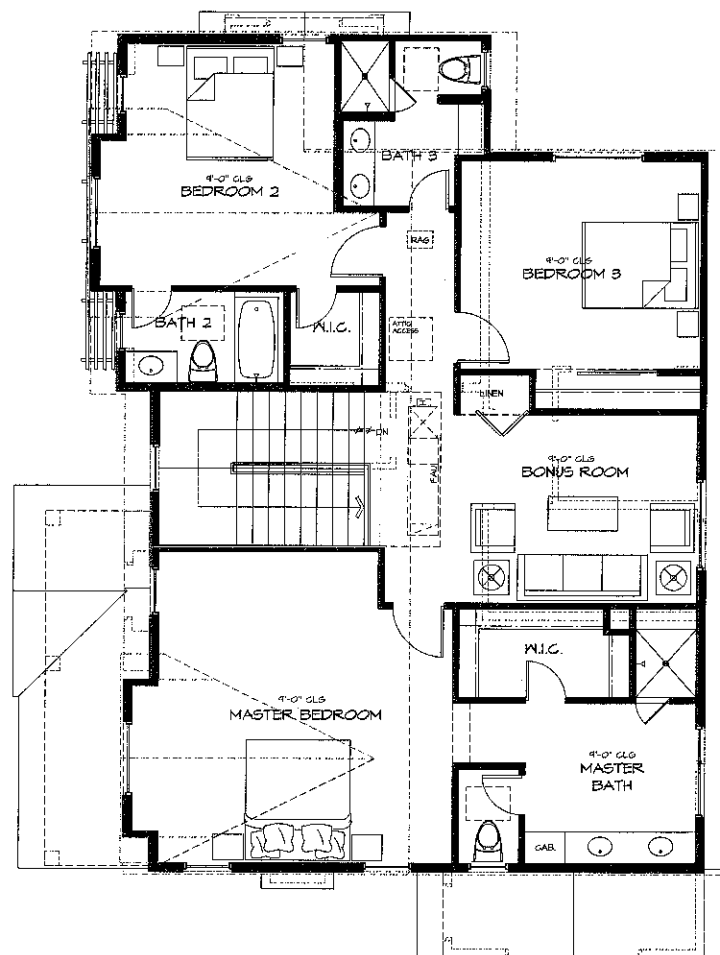 BATH 3
9'-0" CLG
BEDROOM 2
RAG
9'-0" CLG
BEDROOM 3
BATH 2
W.I.C.
ATTIC
ACCESS
LINEN
DN
9'-0" CLG
BONUS ROOM
FAU
W.I.C.
9'-0" CLG
MASTER BEDROOM
9'-0" CLG
MASTER
BATH
CAB.